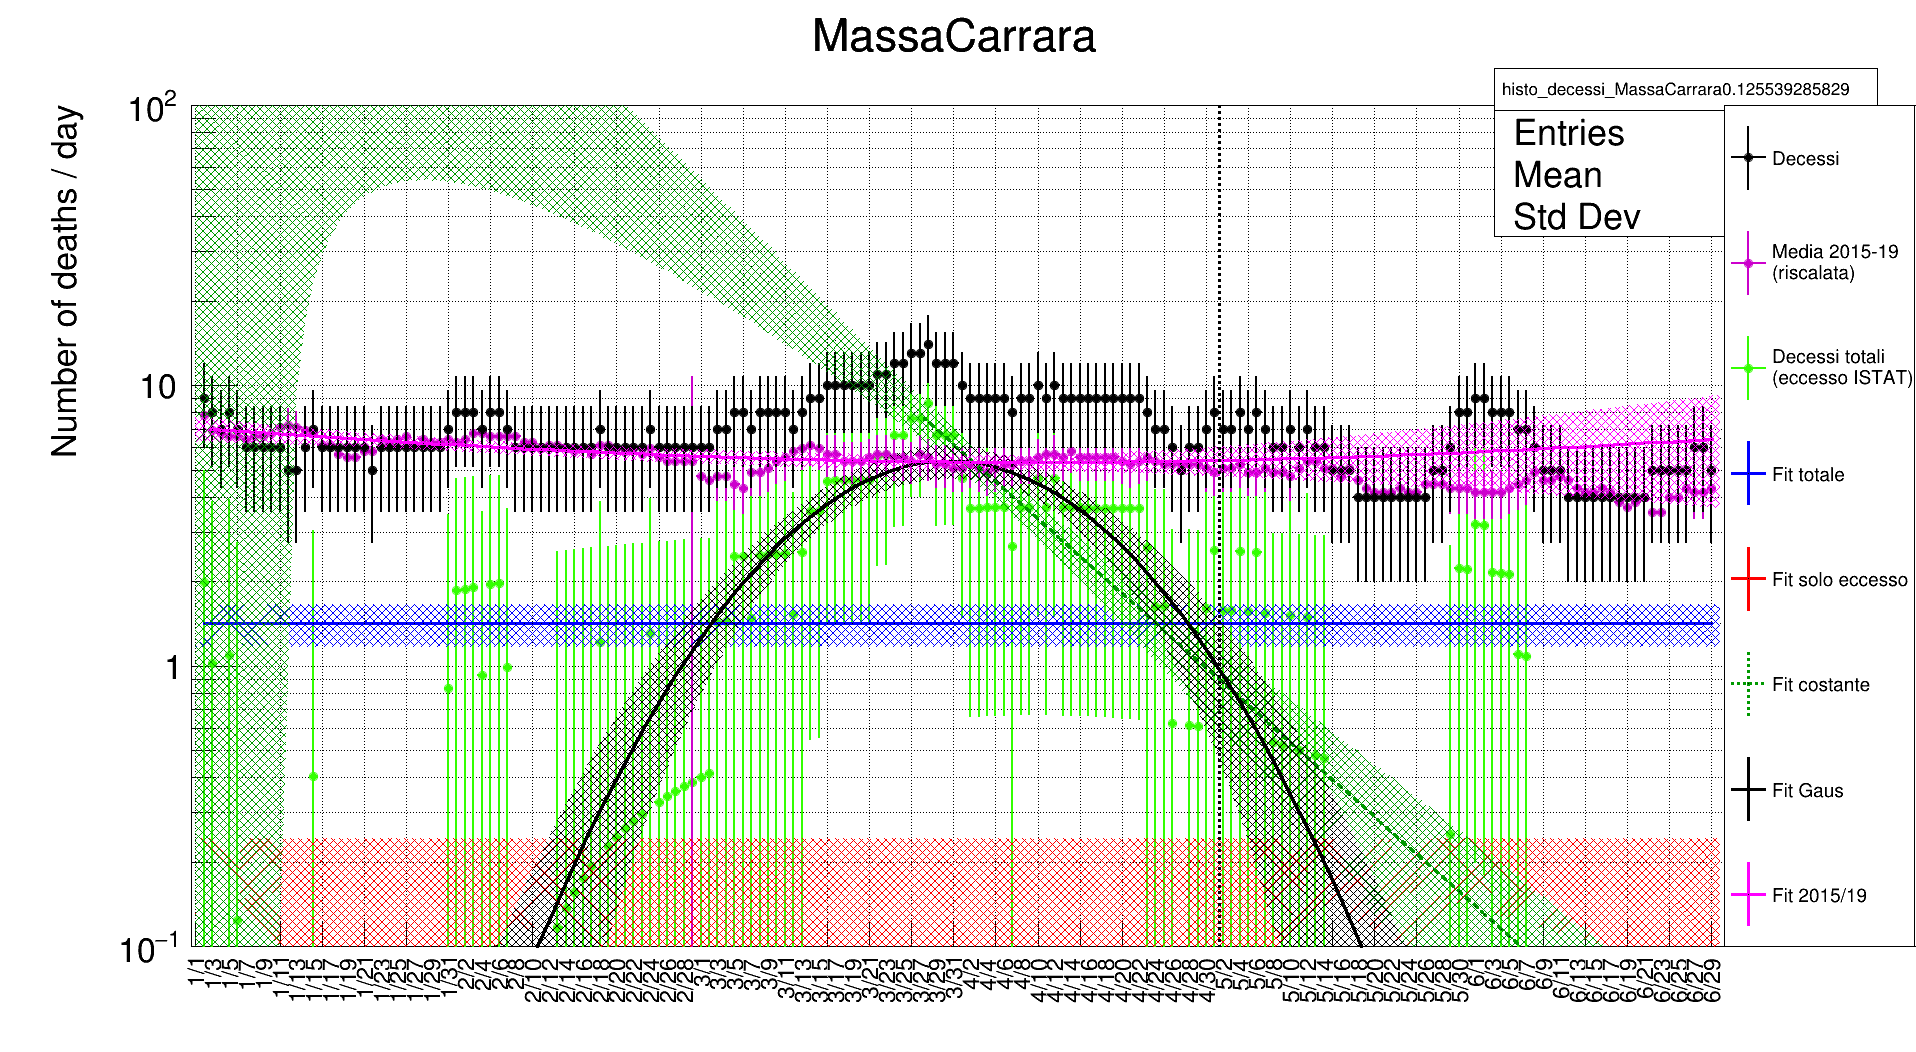 MassaCarrara
histo_decessi_MassaCarrara0.125539285829
Entries
Mean
Std Dev
Number of deaths / day
10²
10
1
10⁻¹
Decessi
Media 2015-19
(riscalata)
Decessi totali
(eccesso ISTAT)
Fit totale
Fit solo eccesso
Fit costante
Fit Gaus
Fit 2015/19
1/1 1/3 1/5 1/7 1/9 1/11 1/13 1/15 1/17 1/19 1/21 1/23 1/25 1/27 1/29 1/31 2/2 2/4 2/6 2/8 2/10 2/12 2/14 2/16 2/18 2/20 2/22 2/24 2/26 2/28 3/1 3/3 3/5 3/7 3/9 3/11 3/13 3/15 3/17 3/19 3/21 3/23 3/25 3/27 3/29 3/31 4/2 4/4 4/6 4/8 4/10 4/12 4/14 4/16 4/18 4/20 4/22 4/24 4/26 4/28 4/30 5/2 5/4 5/6 5/8 5/10 5/12 5/14 5/16 5/18 5/20 5/22 5/24 5/26 5/28 5/30 6/1 6/3 6/5 6/7 6/9 6/11 6/13 6/15 6/17 6/19 6/21 6/23 6/25 6/27 6/29